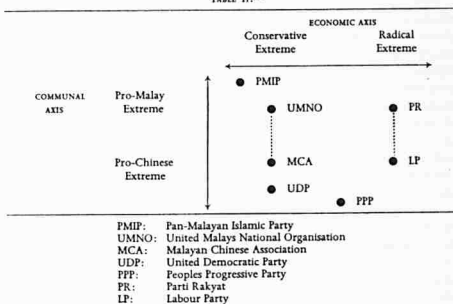 TABLE II.
ECONOMIC AXIS
Conservative Extreme
Radical Extreme
COMMUNAL AXIS
Pro-Malay Extreme
Pro-Chinese Extreme
PMIP
UMNO
PR
MCA
LP
UDP
PPP
PMIP: Pan-Malayan Islamic Party
UMNO: United Malays National Organisation
MCA: Malayan Chinese Association
UDP: United Democratic Party
PPP: Peoples Progressive Party
PR: Parti Rakyat
LP: Labour Party